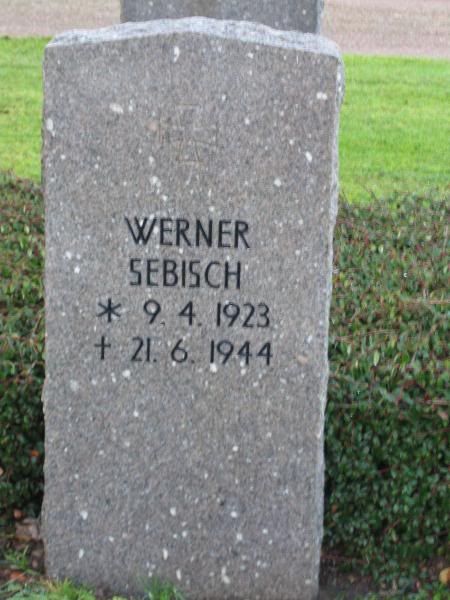 WERNER
SEBISCH
* 9. 4. 1923
† 21. 6. 1944